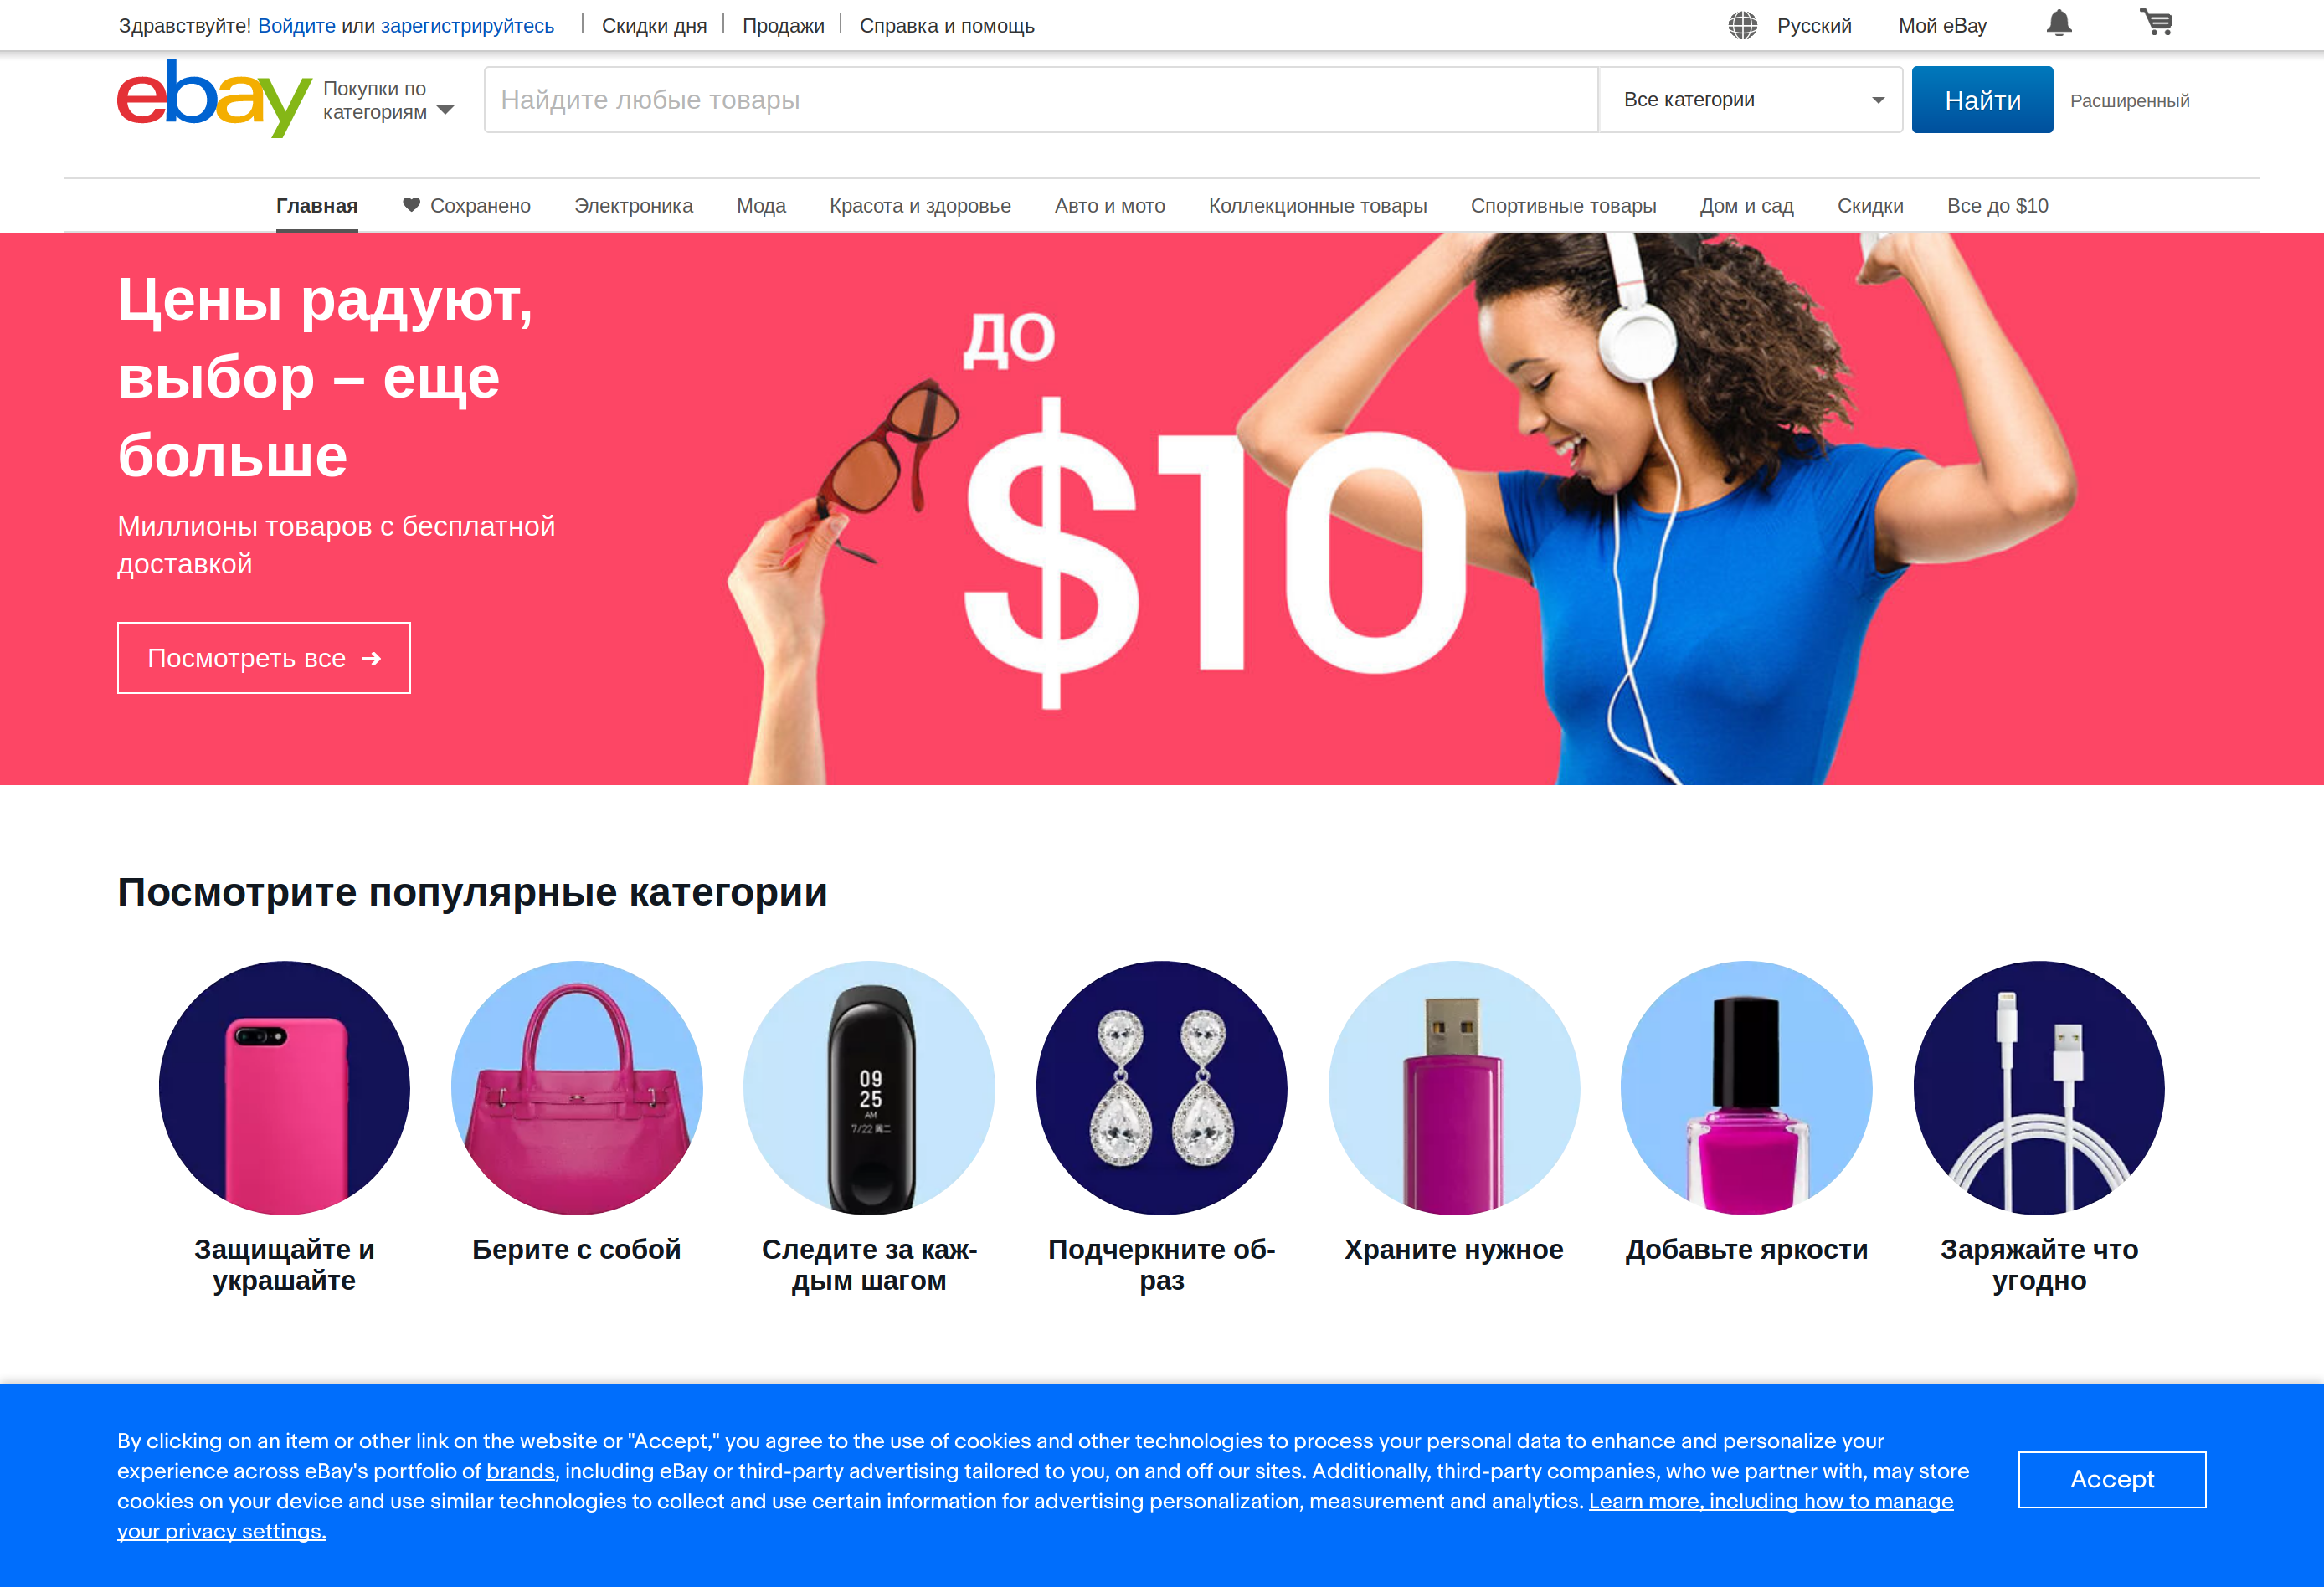 Здравствуйте! Войдите или зарегистрируйтесь
Скидки дня
Продажи
Справка и помощь
Русский
Мой eBay
ebay
Покупки по
категориям
Найдите любые товары
Все категории
Найти
Расширенный
Главная
Сохранено
Электроника
Мода
Красота и здоровье
Авто и мото
Коллекционные товары
Спортивные товары
Дом и сад
Скидки
Все до $10
Цены радуют,
выбор – еще
больше
Миллионы товаров с бесплатной
доставкой
Посмотреть все
ДО
$10
Посмотрите популярные категории
09
25
AM
7/22 周二
Защищайте и
украшайте
Берите с собой
Следите за каж-
дым шагом
Подчеркните об-
раз
Храните нужное
Добавьте яркости
Заряжайте что
угодно
By clicking on an item or other link on the website or "Accept," you agree to the use of cookies and other technologies to process your personal data to enhance and personalize your
experience across eBay's portfolio of brands, including eBay or third-party advertising tailored to you, on and off our sites. Additionally, third-party companies, who we partner with, may store
cookies on your device and use similar technologies to collect and use certain information for advertising personalization, measurement and analytics. Learn more, including how to manage
your privacy settings.
Accept